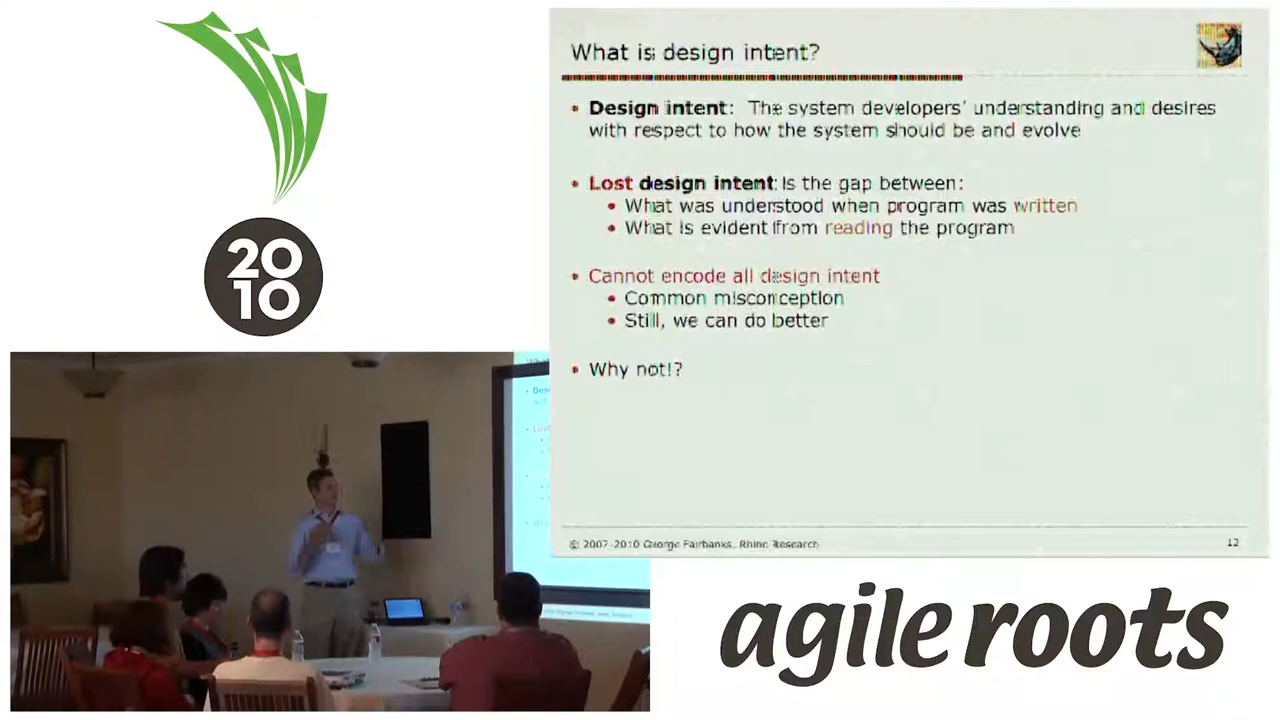 20
10
What is design intent?
Design intent: The system developers' understanding and desires
with respect to how the system should be and evolve
Lost design intent: Is the gap between:
What was understood when program was written
What is evident from reading the program
Cannot encode all design intent
Common misconception
Still, we can do better
Why not!?
© 2007-2010 George Fairbanks, Rhino Research
12
agile roots